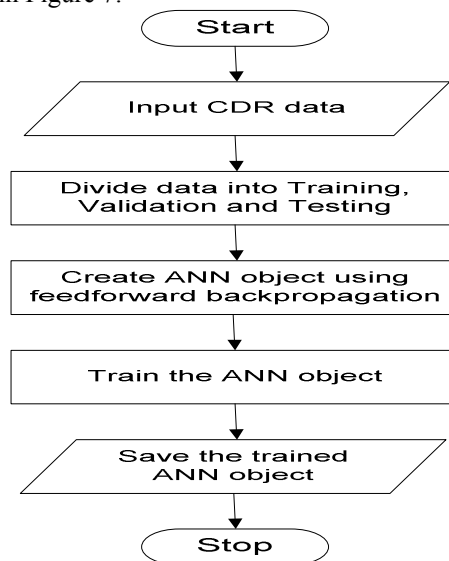 in Figure 7.
Start
Input CDR data
Divide data into Training,
Validation and Testing
Create ANN object using
feedforward backpropagation
Train the ANN object
Save the trained
ANN object
Stop